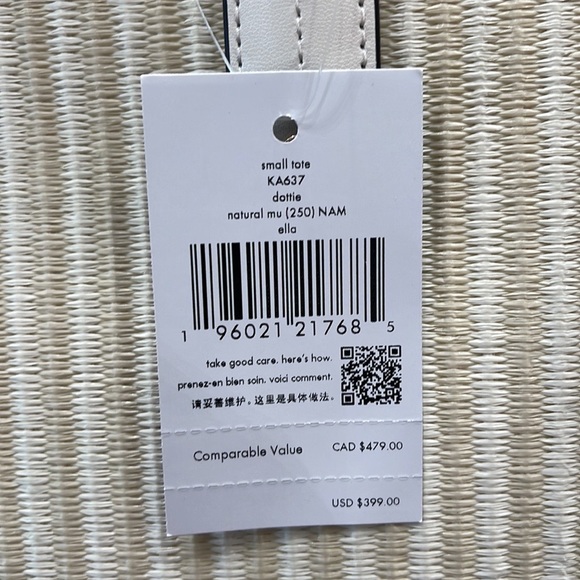 small tote
KA637
dottie
natural mu (250) NAM
ella
1 96021 21768 5
take good care. here's how.
prenez-en bien soin. voici comment.
请妥善维护。这里是具体做法。
Comparable Value CAD $479.00
USD $399.00